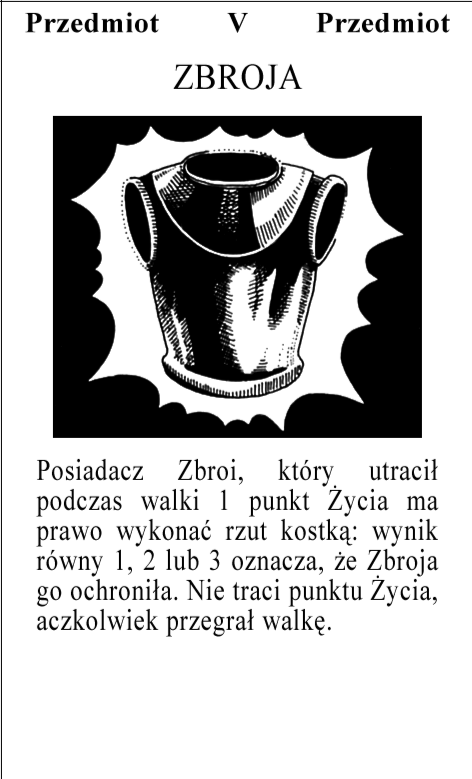 Przedmiot V Przedmiot
ZBROJA
Posiadacz Zbroi, który utracił
podczas walki 1 punkt Życia ma
prawo wykonać rzut kostką: wynik
równy 1, 2 lub 3 oznacza, że Zbroja
go ochroniła. Nie traci punktu Życia,
aczkolwiek przegrał walkę.